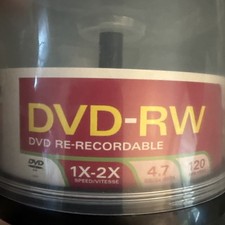 DVD-RW
DVD RE-RECORDABLE
DVD
1X-2X
SPEED/VITESSE
4.7
120